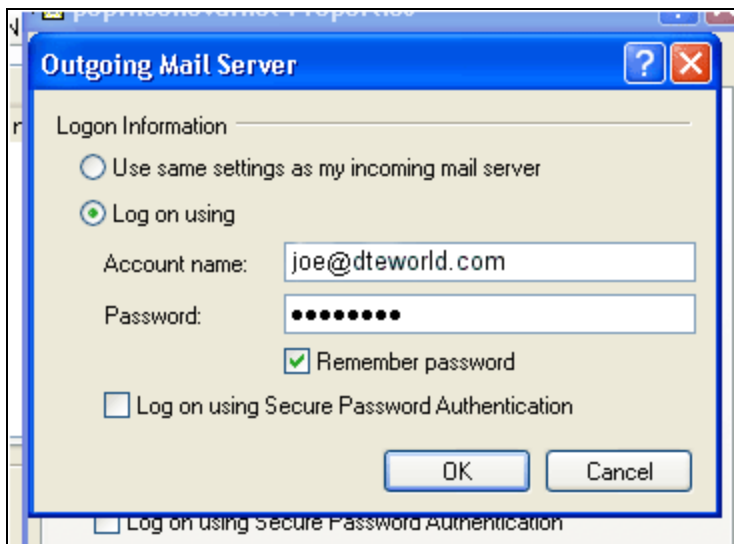 Outgoing Mail Server
Logon Information
Use same settings as my incoming mail server
Log on using
Account name: joe@dteworld.com
Password: ••••••••
Remember password
Log on using Secure Password Authentication
OK Cancel
Log on using Secure Password Authentication